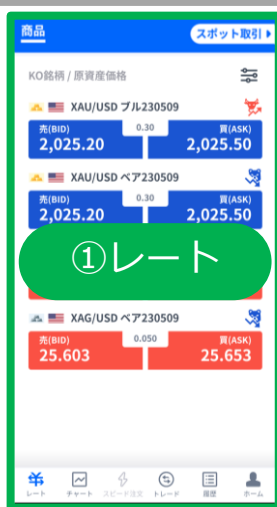 商品
スポット取引
KO銘柄 / 原資産価格
XAU/USD ブル230509
売(BID) 0.30 買(ASK)
2,025.20 2,025.50
XAU/USD ベア230509
売(BID) 0.30 買(ASK)
2,025.20 2,025.50
①レート
XAG/USD ベア230509
売(BID) 0.050 買(ASK)
25.603 25.653
レート チャート スピード注文 トレード 履歴 ホーム